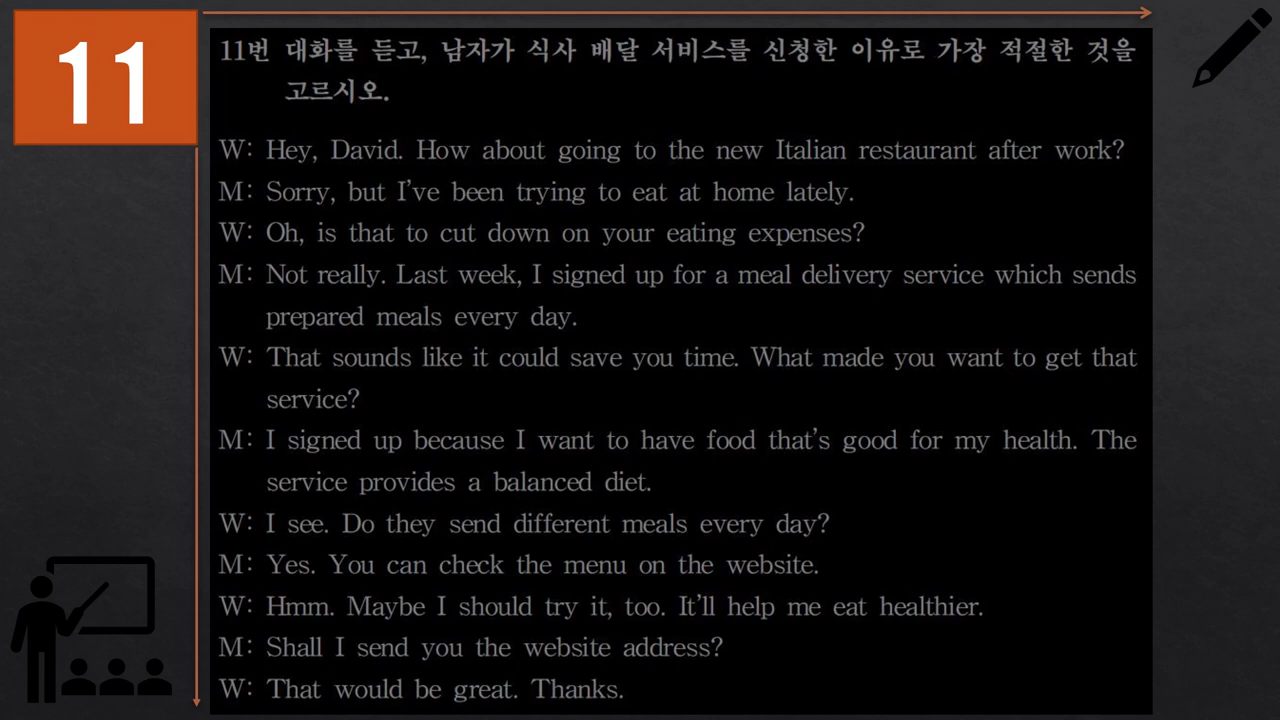 11
11번 대화를 듣고, 남자가 식사 배달 서비스를 신청한 이유로 가장 적절한 것을
고르시오.
W: Hey, David. How about going to the new Italian restaurant after work?
M: Sorry, but I’ve been trying to eat at home lately.
W: Oh, is that to cut down on your eating expenses?
M: Not really. Last week, I signed up for a meal delivery service which sends
prepared meals every day.
W: That sounds like it could save you time. What made you want to get that
service?
M: I signed up because I want to have food that’s good for my health. The
service provides a balanced diet.
W: I see. Do they send different meals every day?
M: Yes. You can check the menu on the website.
W: Hmm. Maybe I should try it, too. It’ll help me eat healthier.
M: Shall I send you the website address?
W: That would be great. Thanks.